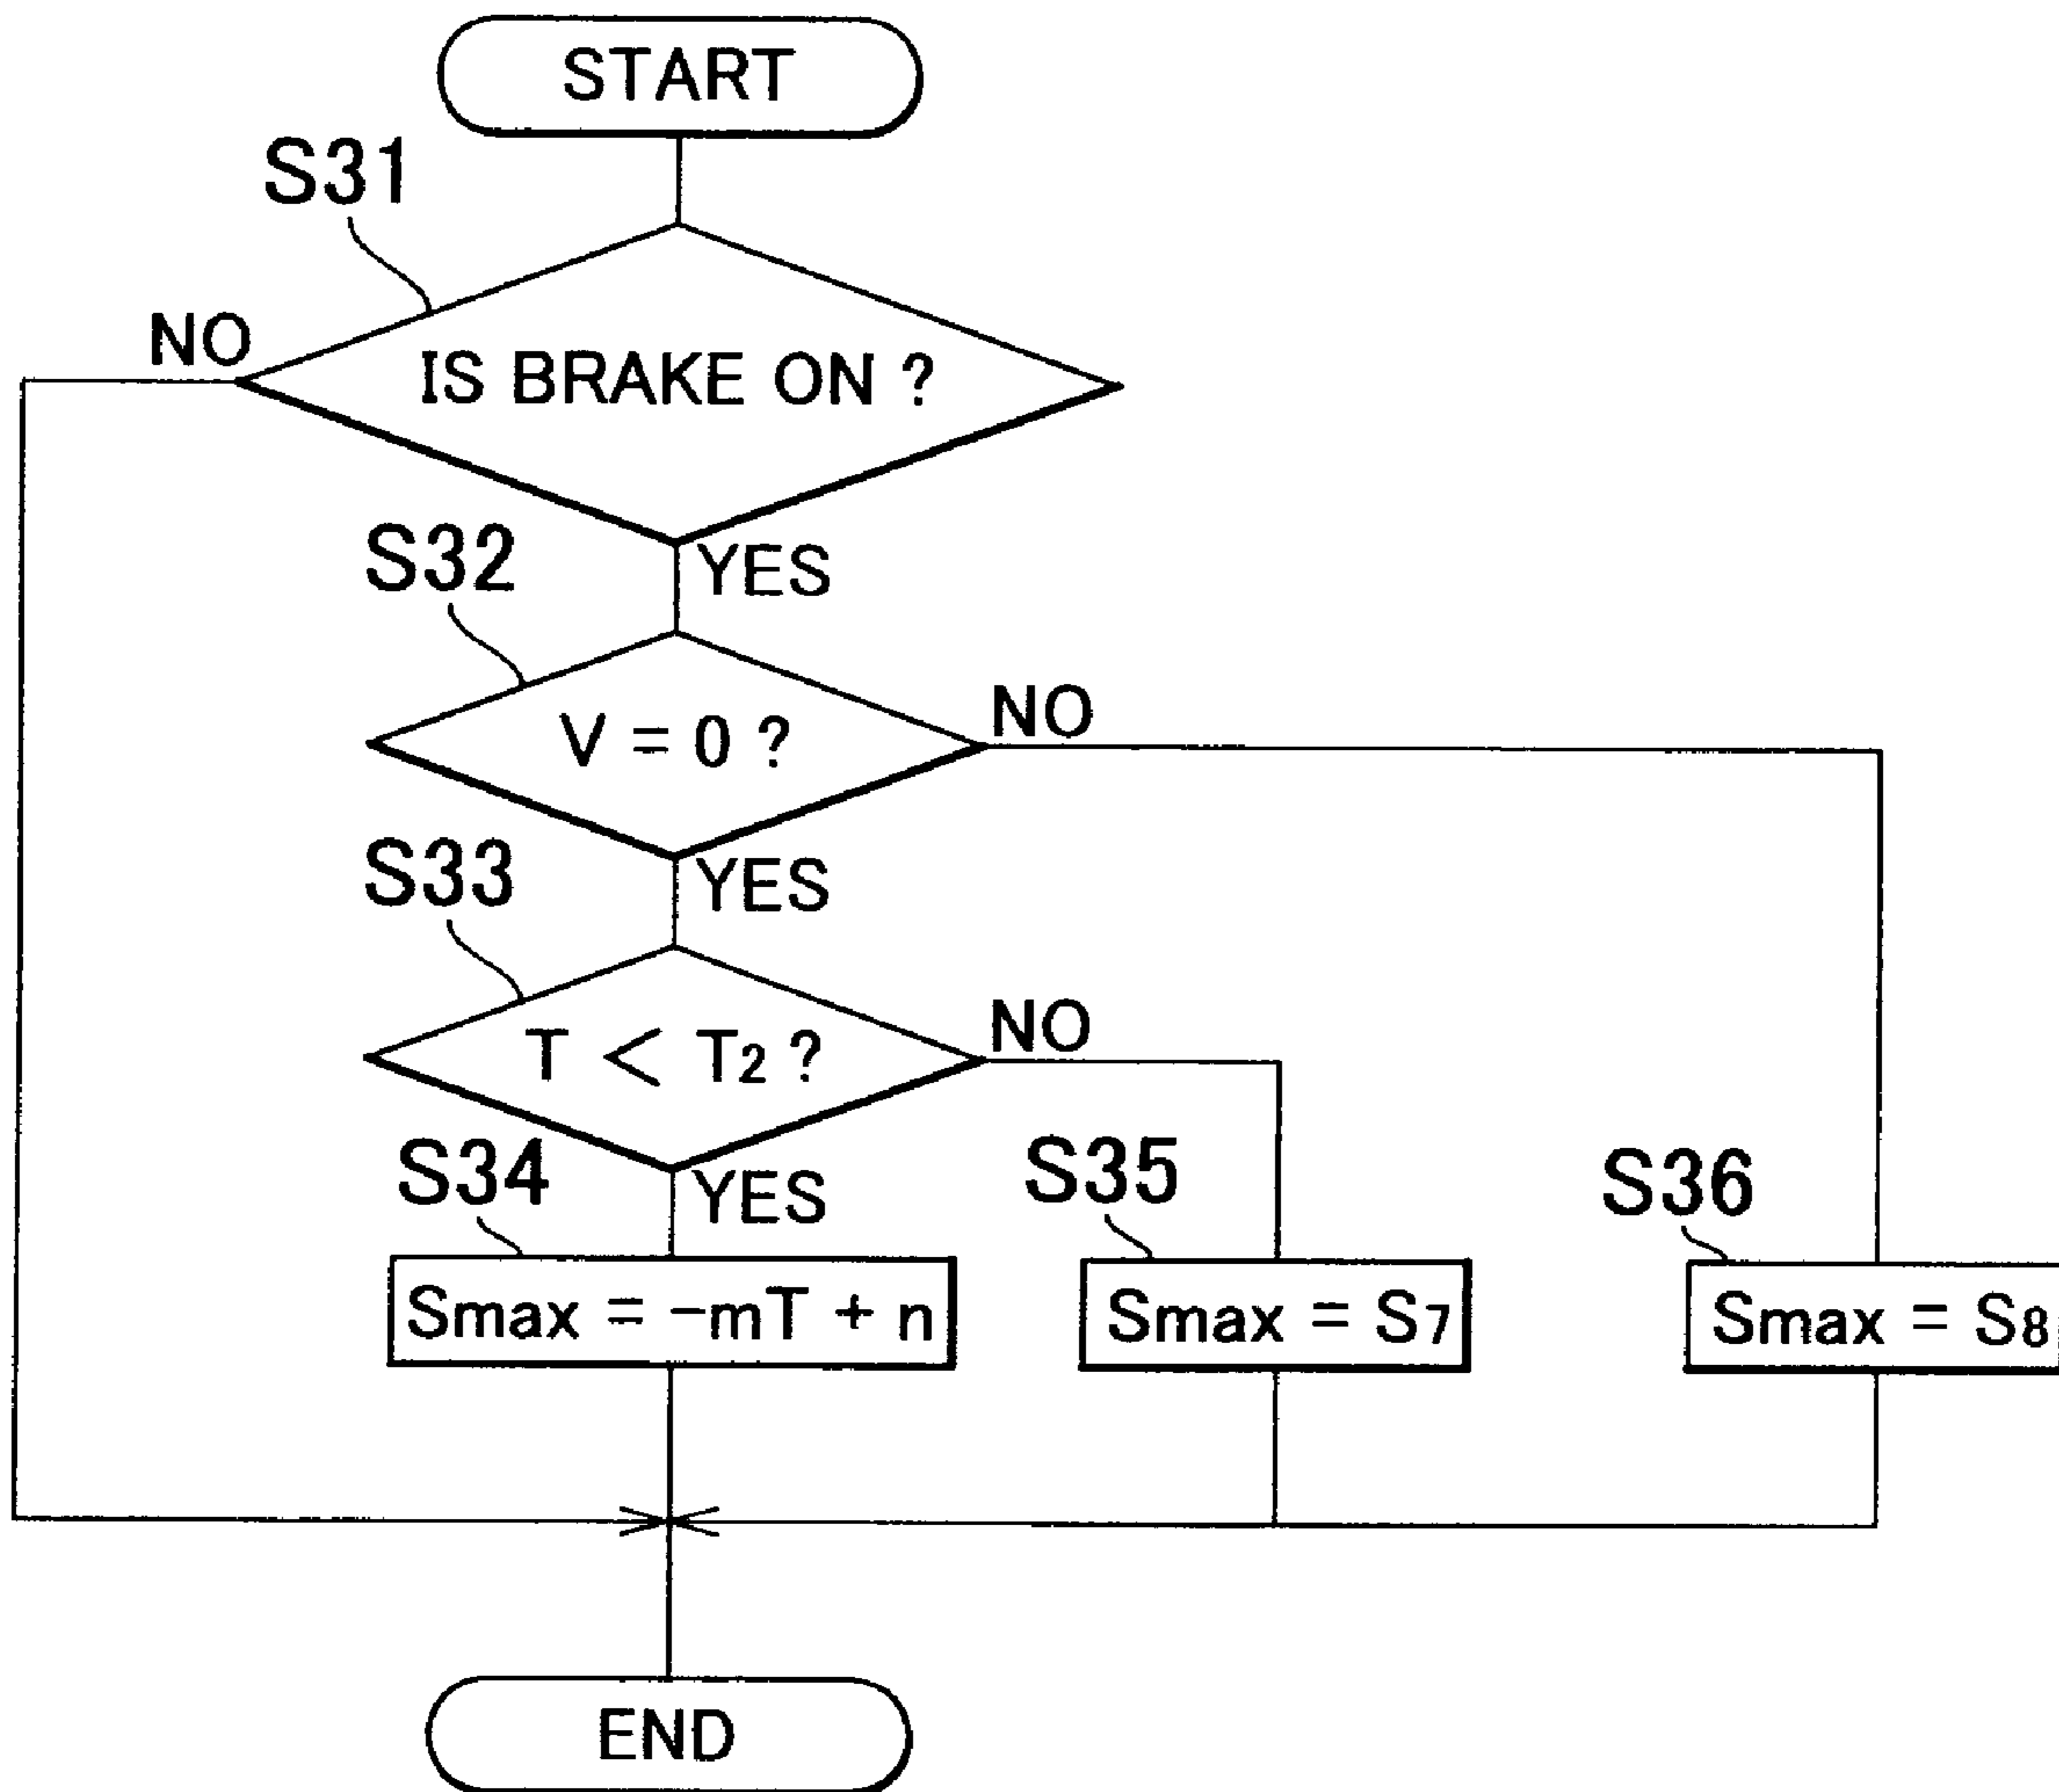 START
S31
NO
IS BRAKE ON ?
YES
S32
NO
V = 0 ?
YES
S33
NO
T < T2 ?
YES
S34
S35
S36
Smax = -mT + n
Smax = S7
Smax = S8
END